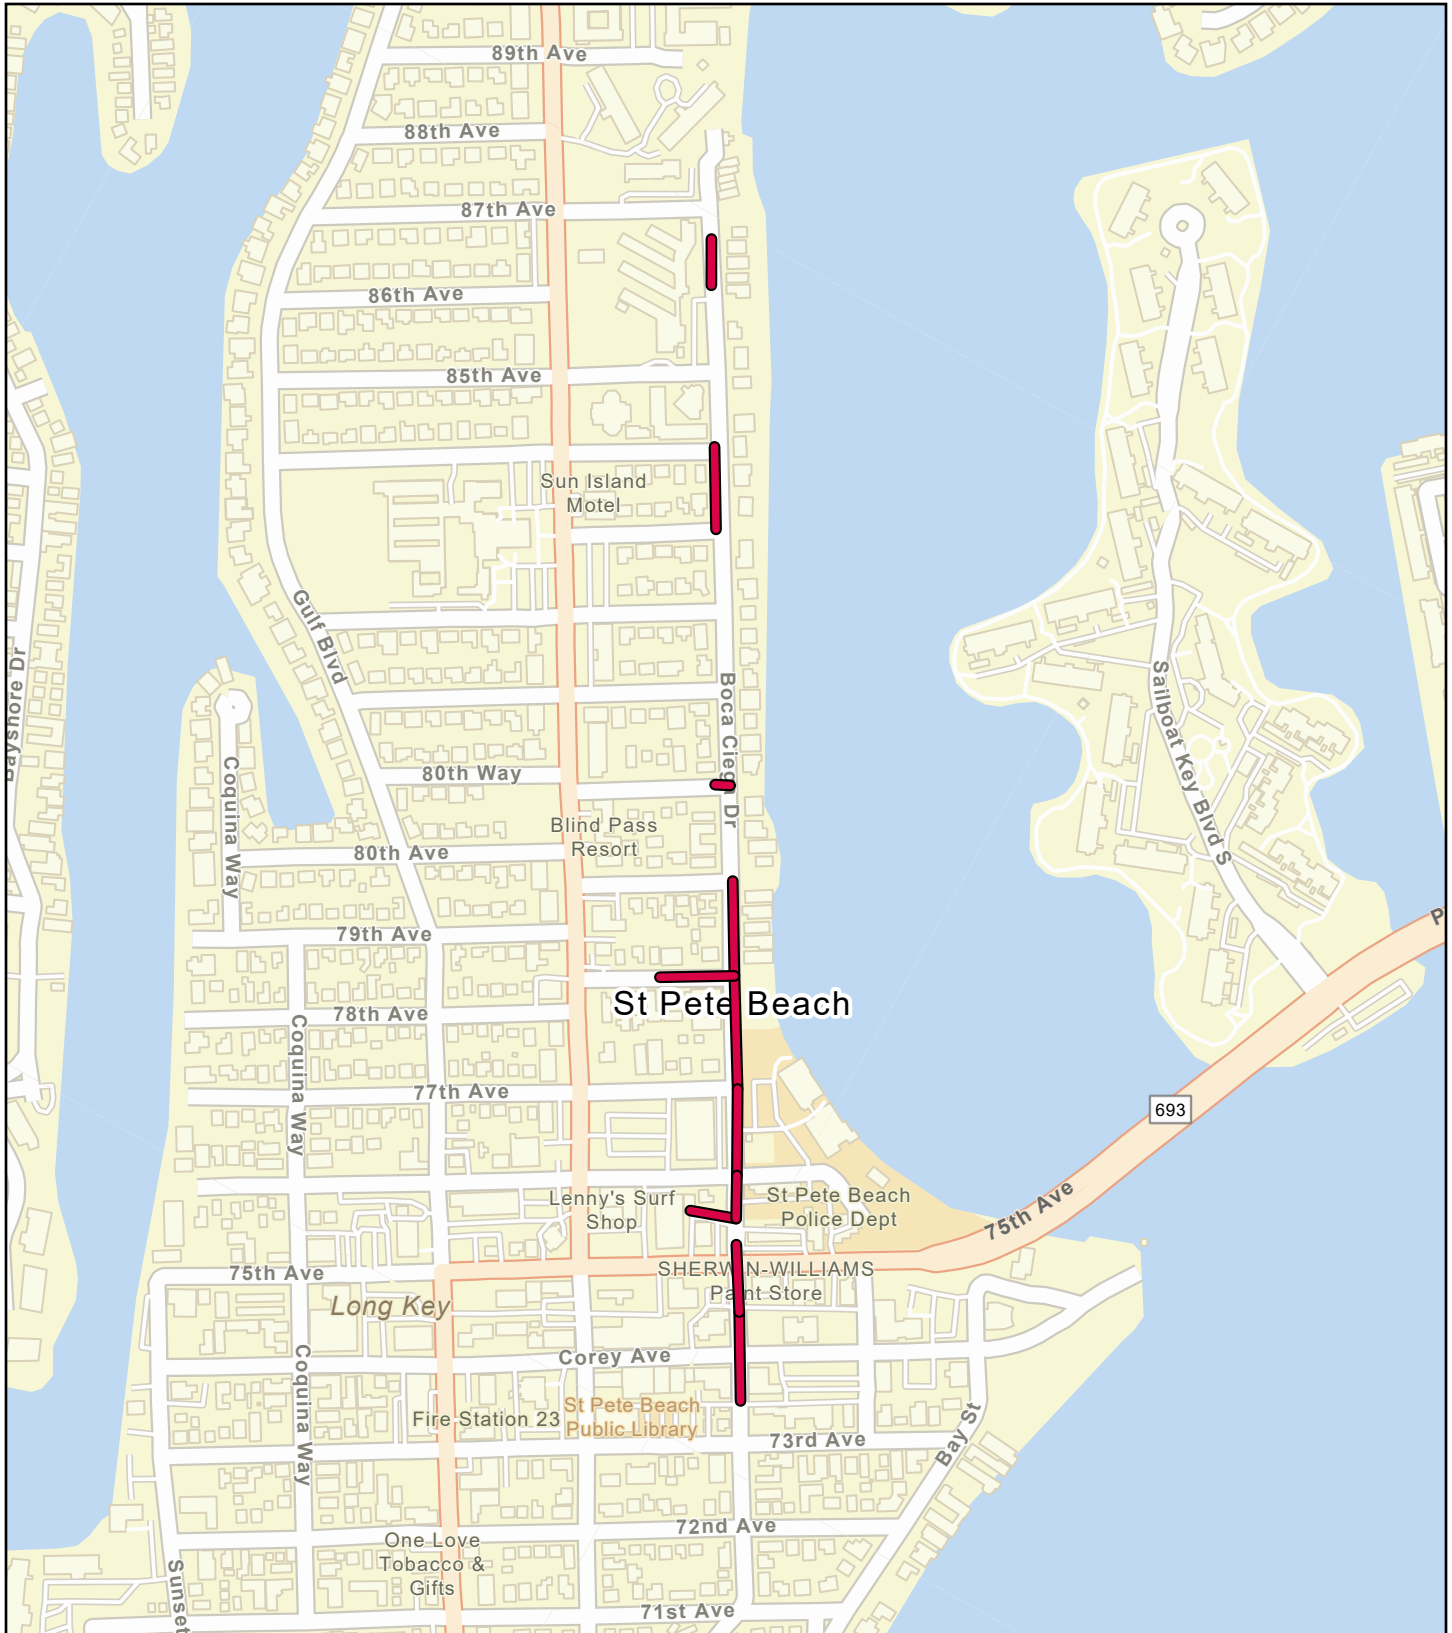 89th Ave
88th Ave
87th Ave
86th Ave
85th Ave
Sun Island
Motel
Gulf Blvd
Bayshore Dr
Sailboat Key Blvd S
Boca Ciega Dr
Coquina Way
80th Way
Blind Pass
Resort
80th Ave
79th Ave
St Pete Beach
78th Ave
Coquina Way
77th Ave
693
Lenny's Surf
Shop
St Pete Beach
Police Dept
75th Ave
75th Ave
SHERWIN-WILLIAMS
Paint Store
Long Key
Corey Ave
Coquina Way
Fire Station 23
St Pete Beach
Public Library
73rd Ave
Bay St
72nd Ave
One Love
Tobacco &
Gifts
Sunset
71st Ave